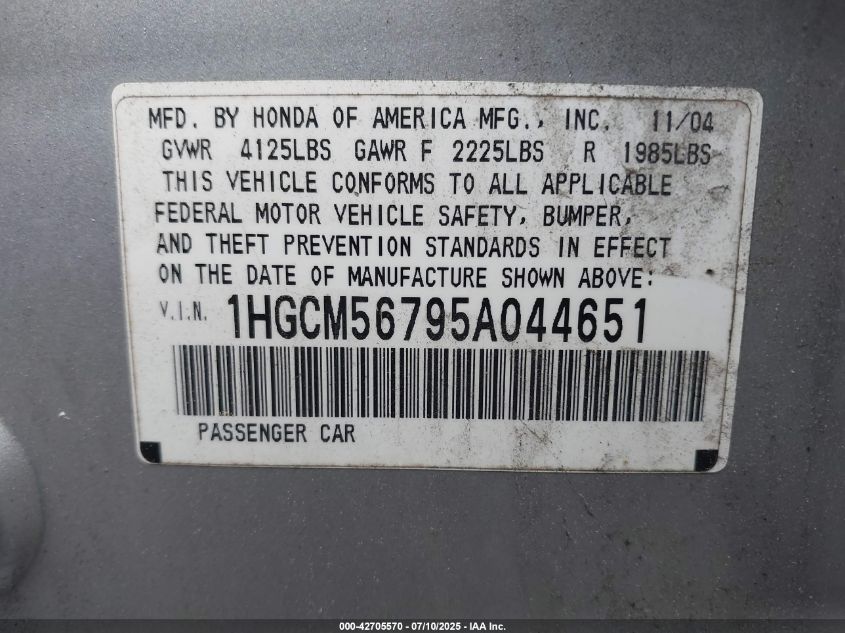 MFD. BY HONDA OF AMERICA MFG., INC. 11/04
GVWR 4125LBS GAWR F 2225LBS R 1985LBS
THIS VEHICLE CONFORMS TO ALL APPLICABLE
FEDERAL MOTOR VEHICLE SAFETY, BUMPER,
AND THEFT PREVENTION STANDARDS IN EFFECT
ON THE DATE OF MANUFACTURE SHOWN ABOVE:
V.I.N. 1HGCM56795A044651
PASSENGER CAR
000-42705570 - 07/10/2025 - IAA Inc.